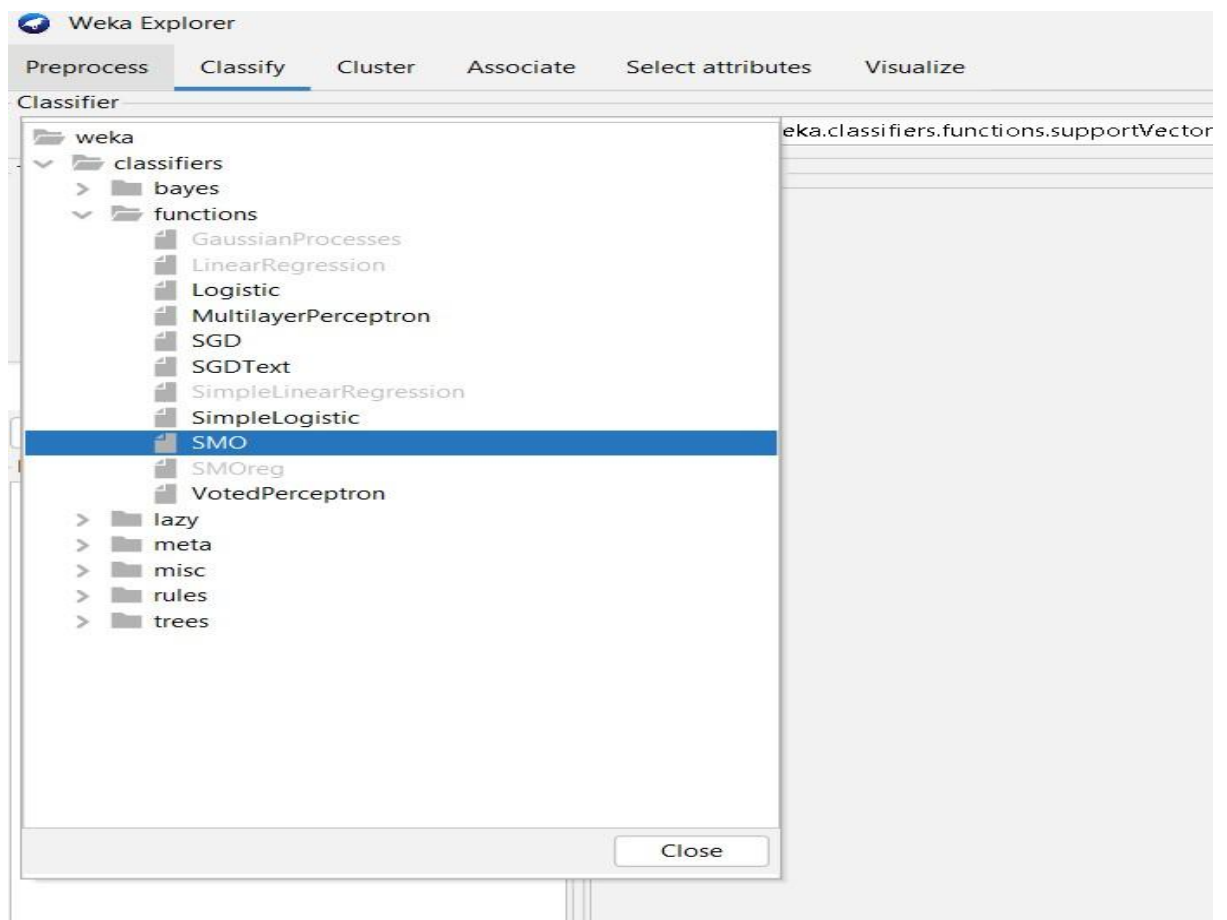 Weka Explorer
Preprocess Classify Cluster Associate Select attributes Visualize
Classifier
weka
eka.classifiers.functions.supportVector
classifiers
bayes
functions
GaussianProcesses
LinearRegression
Logistic
MultilayerPerceptron
SGD
SGDText
SimpleLinearRegression
SimpleLogistic
SMO
SMOreg
VotedPerceptron
lazy
meta
misc
rules
trees
Close